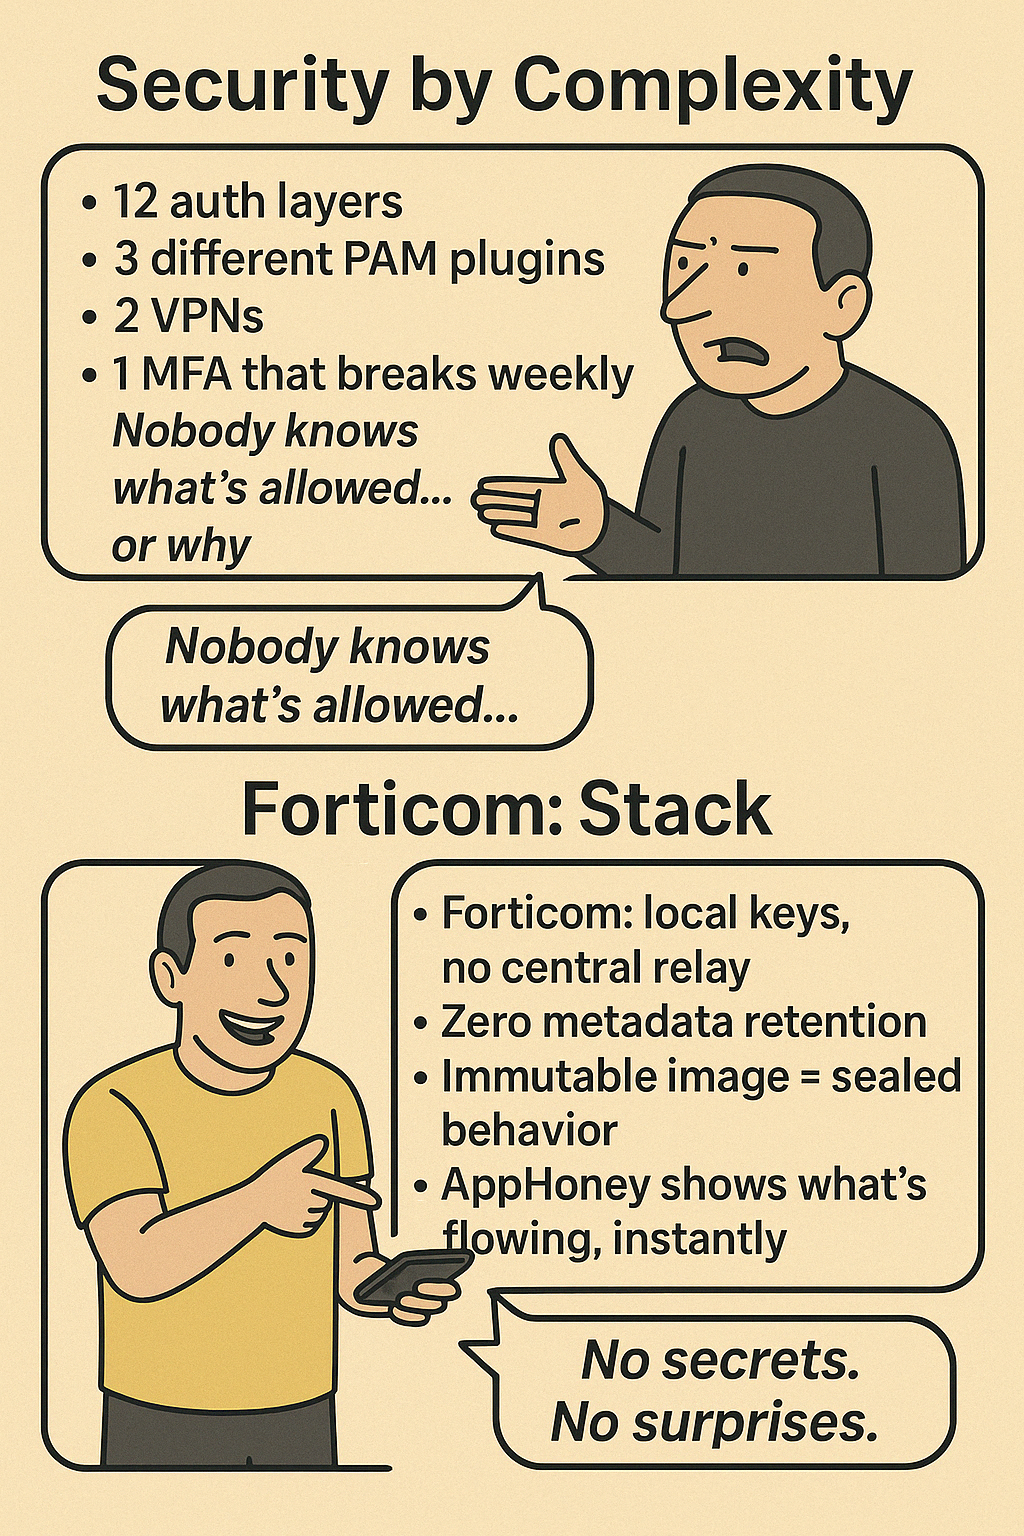 Security by Complexity
• 12 auth layers
• 3 different PAM plugins
• 2 VPNs
• 1 MFA that breaks weekly
Nobody knows
what’s allowed...
or why
Nobody knows
what’s allowed...
Forticom: Stack
• Forticom: local keys,
no central relay
• Zero metadata retention
• Immutable image = sealed
behavior
• AppHoney shows what’s
flowing, instantly
No secrets.
No surprises.